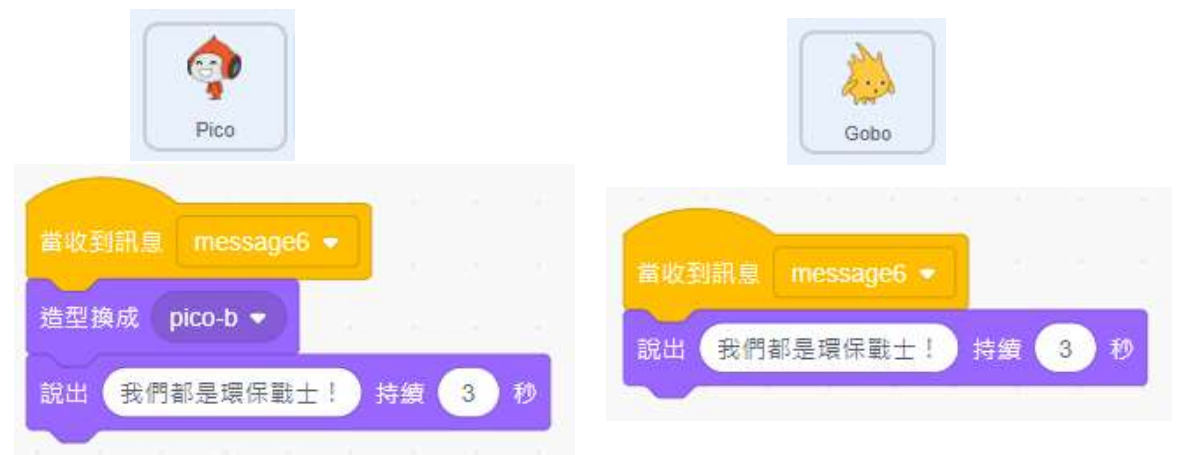 Pico
當收到訊息 message6
造型換成 pico-b
說出 我們都是環保戰士！ 持續 3 秒
Gobo
當收到訊息 message6
說出 我們都是環保戰士！ 持續 3 秒